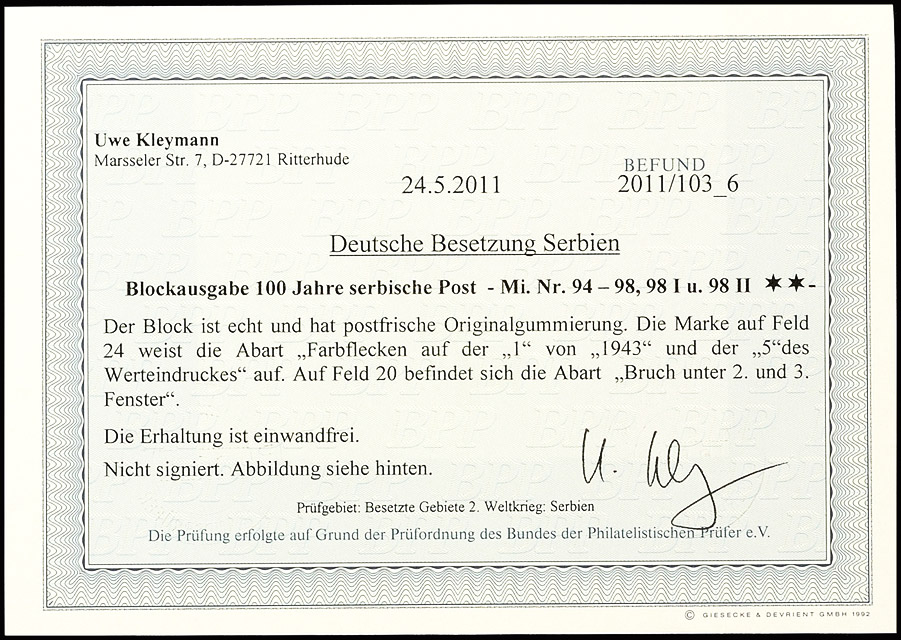 Uwe Kleymann
Marsseler Str. 7, D-27721 Ritterhude
BEFUND
24.5.2011
2011/103_6
Deutsche Besetzung Serbien
Blockausgabe 100 Jahre serbische Post - Mi. Nr. 94 – 98, 98 I u. 98 II ✶✶-
Der Block ist echt und hat postfrische Originalgummierung. Die Marke auf Feld
24 weist die Abart „Farbflecken auf der „1“ von „1943“ und der „5“des
Werteindruckes“ auf. Auf Feld 20 befindet sich die Abart „Bruch unter 2. und 3.
Fenster“.
Die Erhaltung ist einwandfrei.
Nicht signiert. Abbildung siehe hinten.
Prüfgebiet: Besetzte Gebiete 2. Weltkrieg: Serbien
Die Prüfung erfolgte auf Grund der Prüfordnung des Bundes der Philatelistischen Prüfer e.V.
© GIESECKE & DEVRIENT GMBH 1992